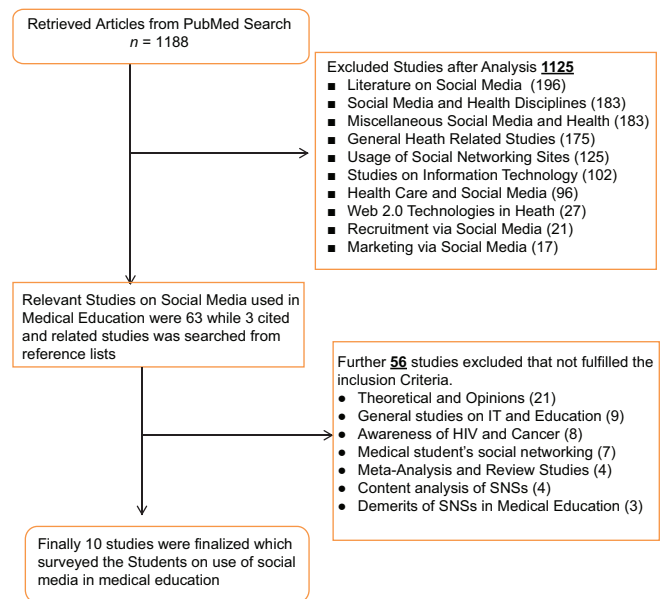 Retrieved Articles from PubMed Search
n = 1188
Excluded Studies after Analysis 1125
■ Literature on Social Media (196)
■ Social Media and Health Disciplines (183)
■ Miscellaneous Social Media and Health (183)
■ General Heath Related Studies (175)
■ Usage of Social Networking Sites (125)
■ Studies on Information Technology (102)
■ Health Care and Social Media (96)
■ Web 2.0 Technologies in Heath (27)
■ Recruitment via Social Media (21)
■ Marketing via Social Media (17)
Relevant Studies on Social Media used in
Medical Education were 63 while 3 cited
and related studies was searched from
reference lists
Further 56 studies excluded that not fulfilled the
inclusion Criteria.
● Theoretical and Opinions (21)
● General studies on IT and Education (9)
● Awareness of HIV and Cancer (8)
● Medical student's social networking (7)
● Meta-Analysis and Review Studies (4)
● Content analysis of SNSs (4)
● Demerits of SNSs in Medical Education (3)
Finally 10 studies were finalized which
surveyed the Students on use of social
media in medical education